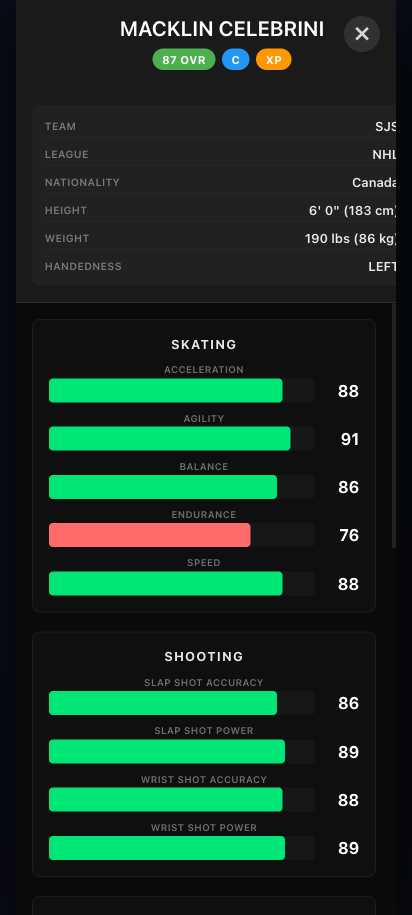 MACKLIN CELEBRINI
✕
87 OVR C XP
TEAM SJS
LEAGUE NHL
NATIONALITY Canada
HEIGHT 6' 0" (183 cm)
WEIGHT 190 lbs (86 kg)
HANDEDNESS LEFT
SKATING
ACCELERATION
88
AGILITY
91
BALANCE
86
ENDURANCE
76
SPEED
88
SHOOTING
SLAP SHOT ACCURACY
86
SLAP SHOT POWER
89
WRIST SHOT ACCURACY
88
WRIST SHOT POWER
89